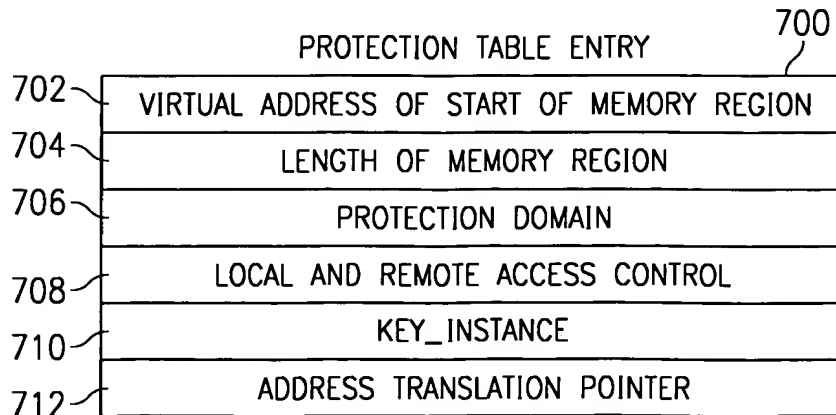 700
PROTECTION TABLE ENTRY
702 VIRTUAL ADDRESS OF START OF MEMORY REGION
704 LENGTH OF MEMORY REGION
706 PROTECTION DOMAIN
708 LOCAL AND REMOTE ACCESS CONTROL
710 KEY_INSTANCE
712 ADDRESS TRANSLATION POINTER